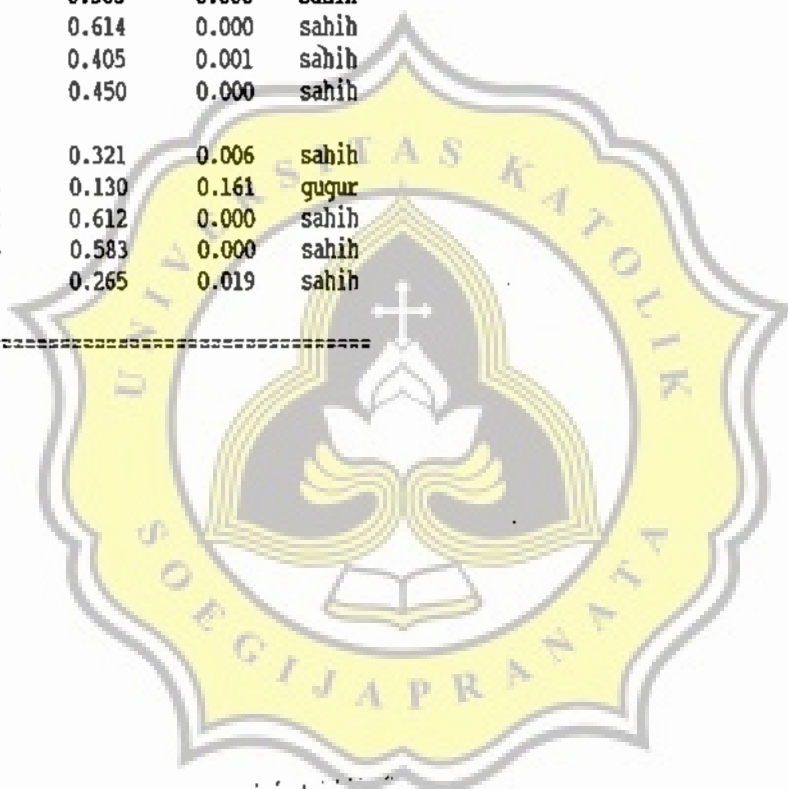 0.614 0.000 sahih
0.405 0.001 sahih
0.450 0.000 sahih
0.321 0.006 sahih
0.130 0.161 gugur
0.612 0.000 sahih
0.583 0.000 sahih
0.265 0.019 sahih
UNIVERSITAS KATOLIK
SOEGIJAPRANATA